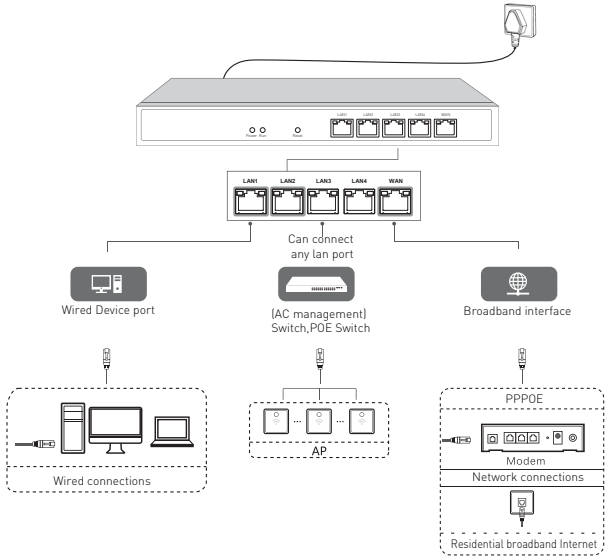 LAN1 LAN2 LAN3 LAN4 WAN
Power Run Reset
LAN1 LAN2 LAN3 LAN4 WAN
Can connect
any lan port
Wired Device port
(AC management)
Switch,POE Switch
Broadband interface
Wired connections
AP
PPPOE
Modem
Network connections
Residential broadband Internet